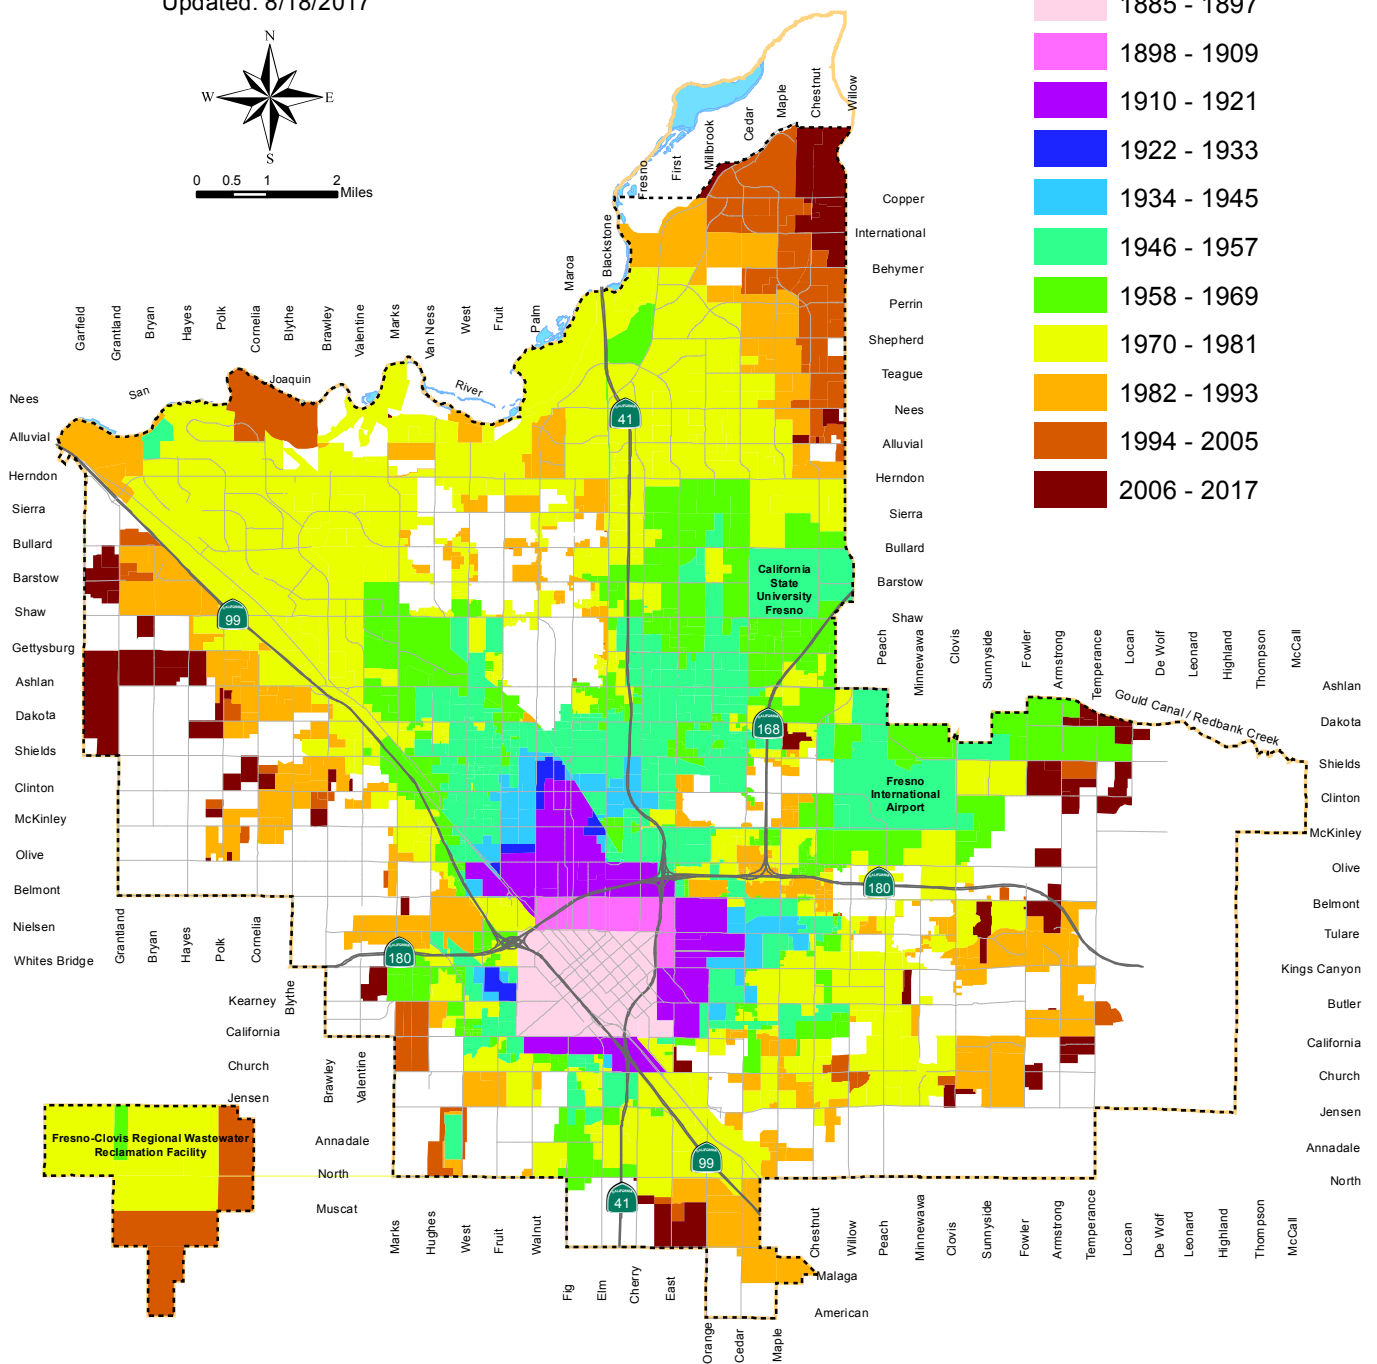 Updated: 8/18/2017
N
W
E
S
0 0.5 1 2
Miles
1885 - 1897
1898 - 1909
1910 - 1921
1922 - 1933
1934 - 1945
1946 - 1957
1958 - 1969
1970 - 1981
1982 - 1993
1994 - 2005
2006 - 2017
Fresno
First
Millbrook
Cedar
Maple
Chestnut
Willow
Garfield
Grantland
Bryan
Hayes
Polk
Cornelia
Blythe
Brawley
Valentine
Marks
Van Ness
West
Fruit
Palm
Maroa
Blackstone
San
Joaquin
River
Nees
Alluvial
Herndon
Sierra
Bullard
Barstow
Shaw
Gettysburg
Ashlan
Dakota
Shields
Clinton
McKinley
Olive
Belmont
Nielsen
Whites Bridge
Kearney
California
Church
Jensen
Annadale
North
Muscat
Copper
International
Behymer
Perrin
Shepherd
Teague
Nees
Alluvial
Herndon
Sierra
Bullard
Barstow
Shaw
Peach
Minnewawa
Clovis
Sunnyside
Fowler
Armstrong
Temperance
Locan
De Wolf
Leonard
Highland
Thompson
McCall
Gould Canal / Redbank Creek
Ashlan
Dakota
Shields
Clinton
McKinley
Olive
Belmont
Tulare
Kings Canyon
Butler
California
Church
Jensen
Annadale
North
California
State
University
Fresno
Fresno
International
Airport
Fresno-Clovis Regional Wastewater
Reclamation Facility
41
99
168
180
180
99
41
Grantland
Bryan
Hayes
Polk
Cornelia
Blythe
Brawley
Valentine
Marks
Hughes
West
Fruit
Walnut
Fig
Elm
Cherry
East
Orange
Cedar
Maple
Chestnut
Willow
Peach
Minnewawa
Clovis
Sunnyside
Fowler
Armstrong
Temperance
Locan
De Wolf
Leonard
Highland
Thompson
McCall
Malaga
American